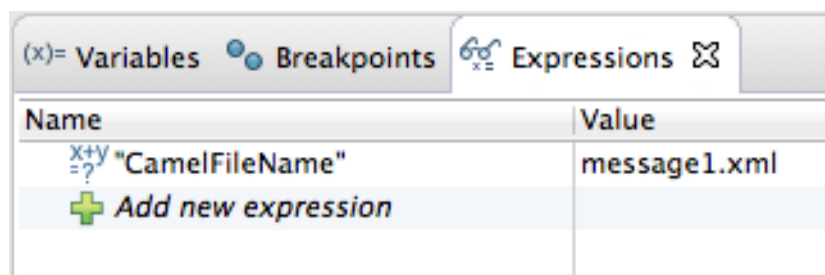 (x)= Variables Breakpoints Expressions
Name Value
x+y=? "CamelFileName" message1.xml
Add new expression